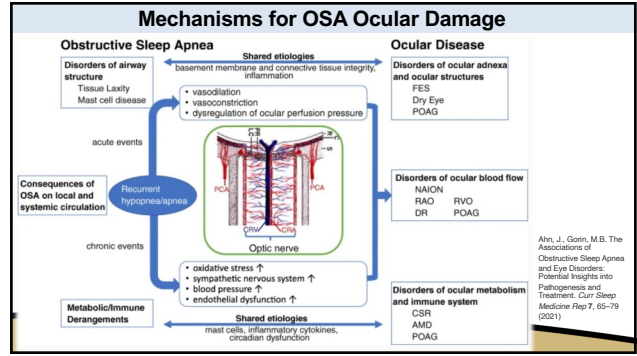 Mechanisms for OSA Ocular Damage
Obstructive Sleep Apnea
Ocular Disease
Disorders of airway
structure
Tissue Laxity
Mast cell disease
Shared etiologies
basement membrane and connective tissue integrity,
inflammation
Disorders of ocular adnexa
and ocular structures
FES
Dry Eye
POAG
• vasodilation
• vasoconstriction
• dysregulation of ocular perfusion pressure
acute events
Consequences of
OSA on local and
systemic circulation
Recurrent
hypopnea/apnea
chronic events
PR
LC
R
C
S
PCA
PCA
CRV
CRA
Optic nerve
Disorders of ocular blood flow
NAION
RAO RVO
DR POAG
• oxidative stress ↑
• sympathetic nervous system ↑
• blood pressure ↑
• endothelial dysfunction ↑
Metabolic/Immune
Derangements
Shared etiologies
mast cells, inflammatory cytokines,
circadian dysfunction
Disorders of ocular metabolism
and immune system
CSR
AMD
POAG
Ahn, J., Gorin, M.B. The
Associations of
Obstructive Sleep Apnea
and Eye Disorders:
Potential Insights into
Pathogenesis and
Treatment. Curr Sleep
Medicine Rep 7, 65–79
(2021)